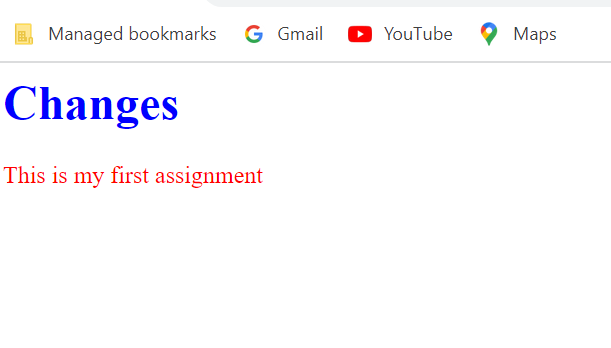 Managed bookmarks Gmail YouTube Maps
Changes
This is my first assignment